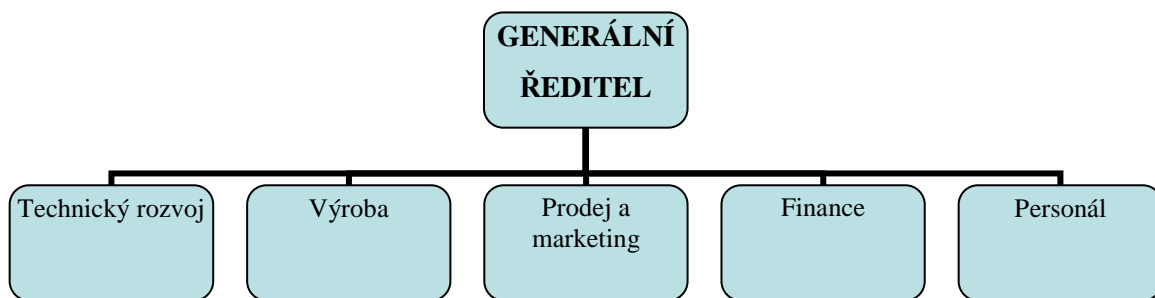 GENERÁLNÍ
ŘEDITEL
Technický rozvoj
Výroba
Prodej a
marketing
Finance
Personál